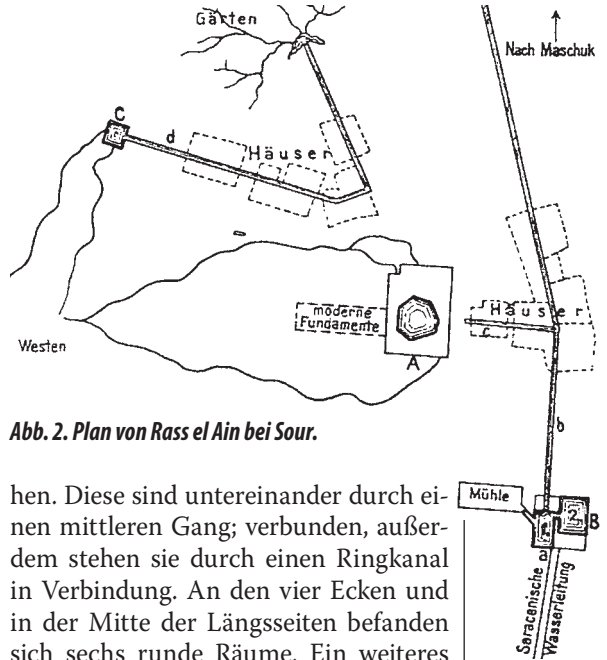 Gärten
Nach Maschuk
C
d
Häuser
moderne
Fundamente
Häuser
c
A
Westen
b
Abb. 2. Plan von Rass el Ain bei Sour.
Mühle
B
1
2
a
Saracenische
Wasserleitung
hen. Diese sind untereinander durch ei-
nen mittleren Gang; verbunden, außer-
dem stehen sie durch einen Ringkanal
in Verbindung. An den vier Ecken und
in der Mitte der Längsseiten befanden
sich sechs runde Räume. Ein weiteres